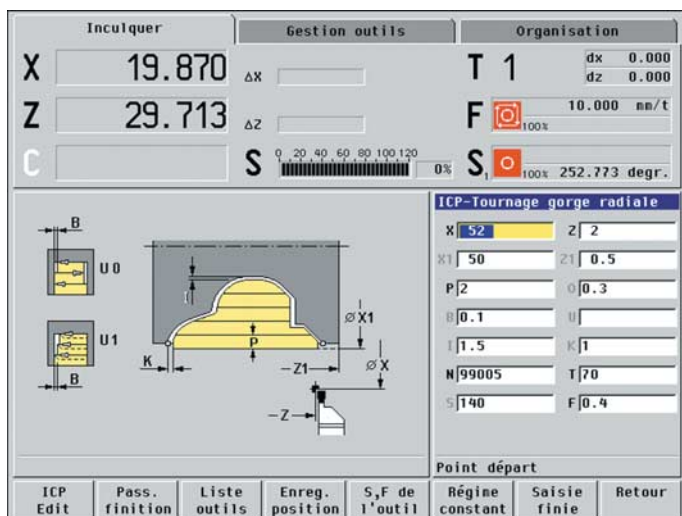 Inculquer
Gestion outils
Organisation
X 19.870 ΔX
T 1 dx 0.000
dz 0.000
Z 29.713 ΔZ
F 100% 10.000 mm/t
C
S 0 20 40 60 80 100 120 0%
S1 100% 252.773 degr.
ICP-Tournage gorge radiale
X 52 Z 2
X1 50 Z1 0.5
P 2 O 0.3
B 0.1 U
I 1.5 K 1
N 99005 T 70
S 140 F 0.4
Point départ
B
U 0
U1
B
I
P
K
Ø X1
-Z1
Ø X
-Z
ICP Edit
Pass. finition
Liste outils
Enreg. position
S,F de l'outil
Régime constant
Saisie finie
Retour